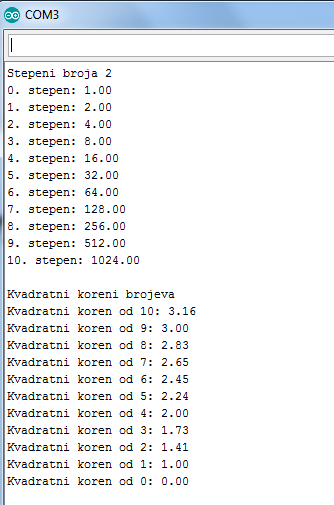 COM3
Stepeni broja 2
0. stepen: 1.00
1. stepen: 2.00
2. stepen: 4.00
3. stepen: 8.00
4. stepen: 16.00
5. stepen: 32.00
6. stepen: 64.00
7. stepen: 128.00
8. stepen: 256.00
9. stepen: 512.00
10. stepen: 1024.00
Kvadratni koreni brojeva
Kvadratni koren od 10: 3.16
Kvadratni koren od 9: 3.00
Kvadratni koren od 8: 2.83
Kvadratni koren od 7: 2.65
Kvadratni koren od 6: 2.45
Kvadratni koren od 5: 2.24
Kvadratni koren od 4: 2.00
Kvadratni koren od 3: 1.73
Kvadratni koren od 2: 1.41
Kvadratni koren od 1: 1.00
Kvadratni koren od 0: 0.00